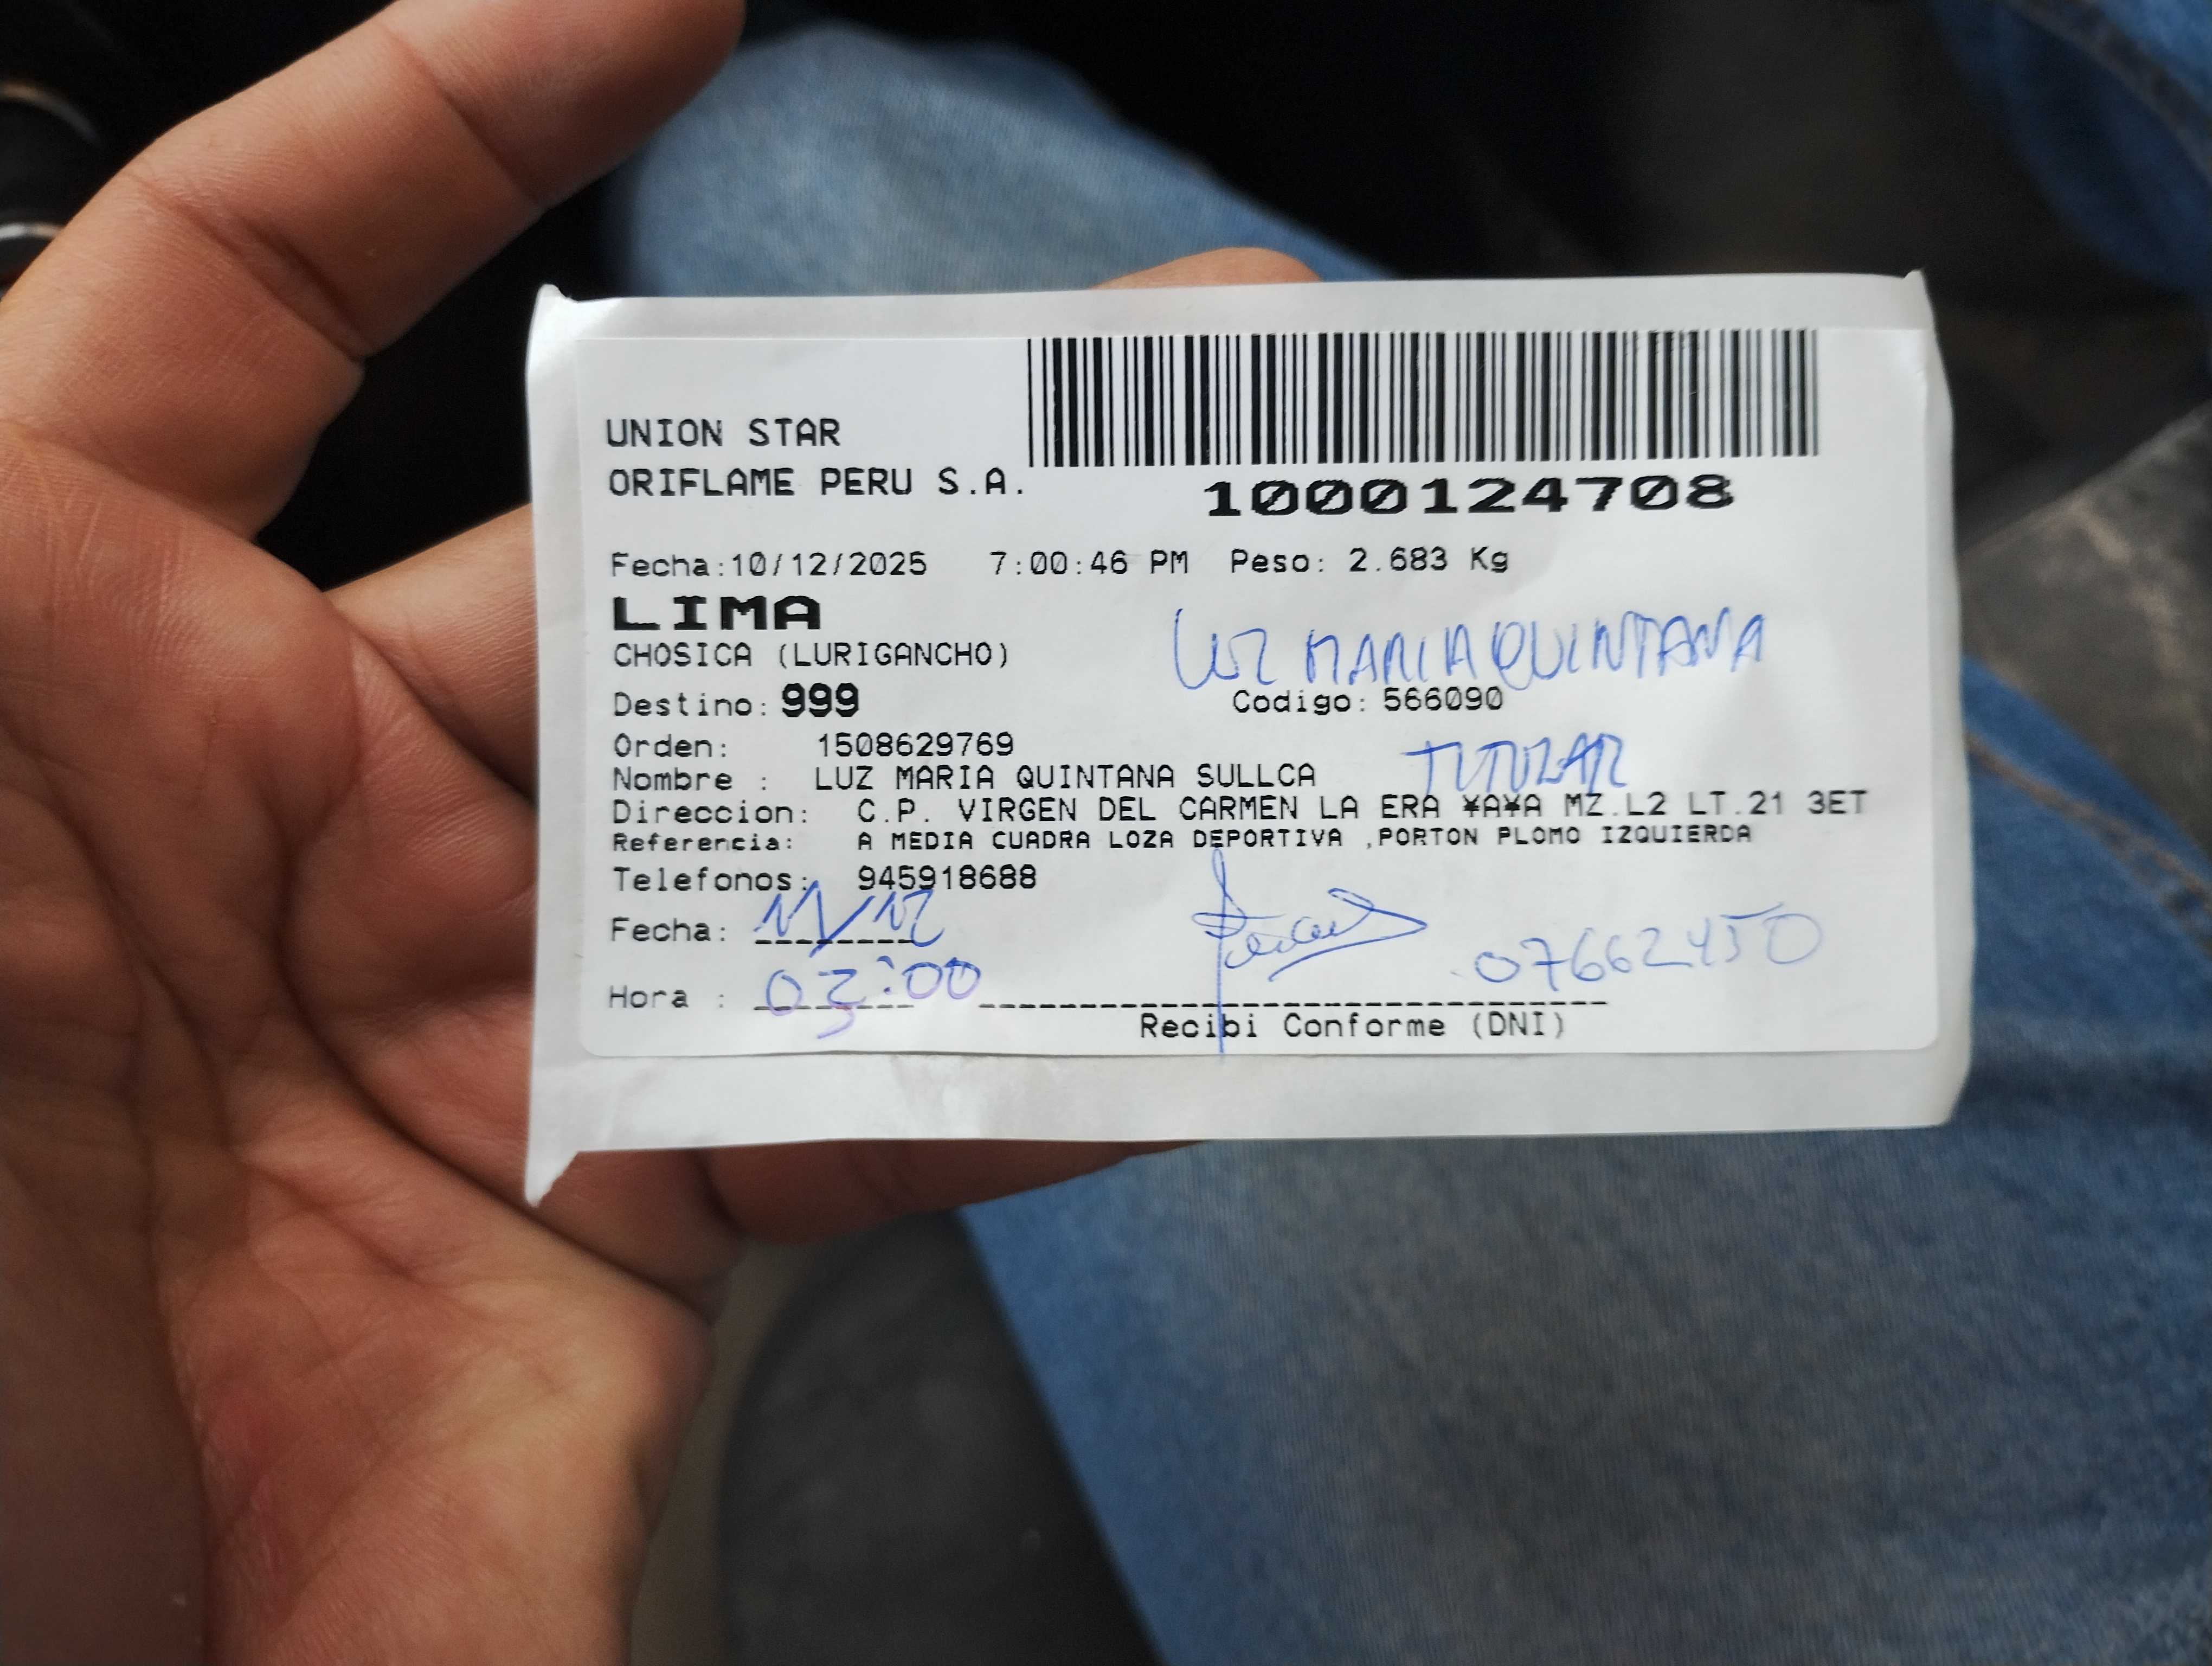 UNION STAR
ORIFLAME PERU S.A.
1000124708
Fecha:10/12/2025 7:00:46 PM Peso: 2.683 Kg
LIMA
CHOSICA (LURIGANCHO)
LUZ MARIA QUINTANA
Destino: 999 Codigo: 566090
Orden: 1508629769
TITULAR
Nombre : LUZ MARIA QUINTANA SULLCA
Direccion: C.P. VIRGEN DEL CARMEN LA ERA ¥A¥A MZ.L2 LT.21 3ET
Referencia: A MEDIA CUADRA LOZA DEPORTIVA ,PORTON PLOMO IZQUIERDA
Telefonos: 945918688
Fecha: 11/12
07662450
Hora : 03:00
Recibi Conforme (DNI)